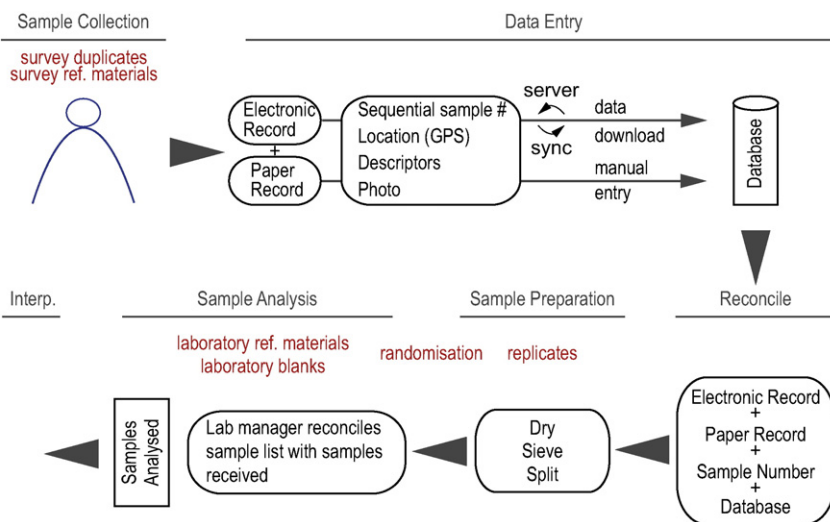 Sample Collection
Data Entry
survey duplicates
survey ref. materials
Electronic
Record
+
Paper
Record
Sequential sample #
Location (GPS)
Descriptors
Photo
server
sync
data
download
manual
entry
Database
Interp.
Sample Analysis
Sample Preparation
Reconcile
laboratory ref. materials
laboratory blanks
randomisation
replicates
Samples
Analysed
Lab manager reconciles
sample list with samples
received
Dry
Sieve
Split
Electronic Record
+
Paper Record
+
Sample Number
+
Database